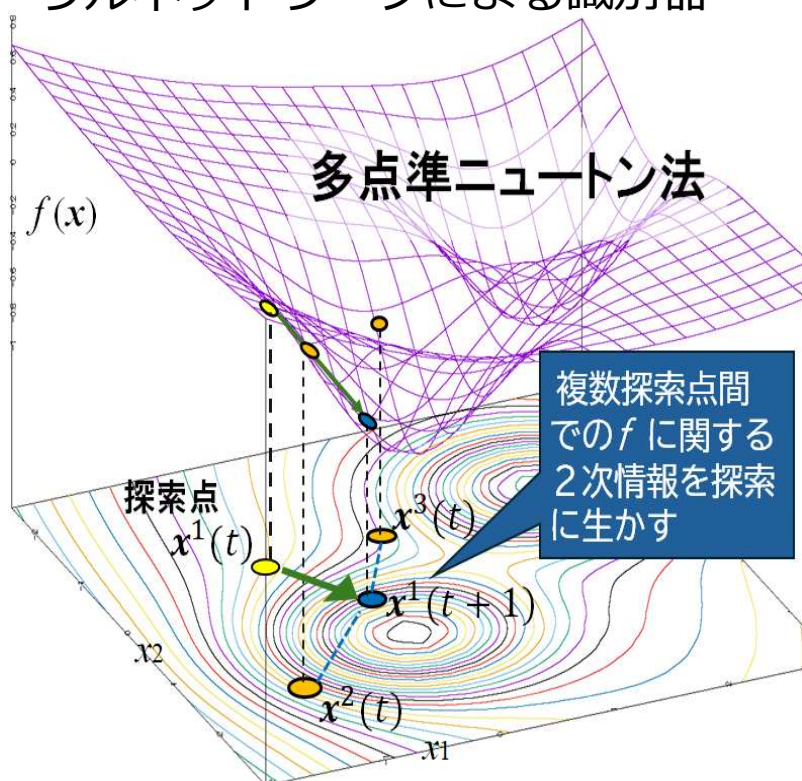 多点準ニュートン法
f(x)
複数探索点間
でのf に関する
2次情報を探索
に生かす
探索点
x¹(t)
x³(t)
x¹(t + 1)
x²(t)
x2
x1